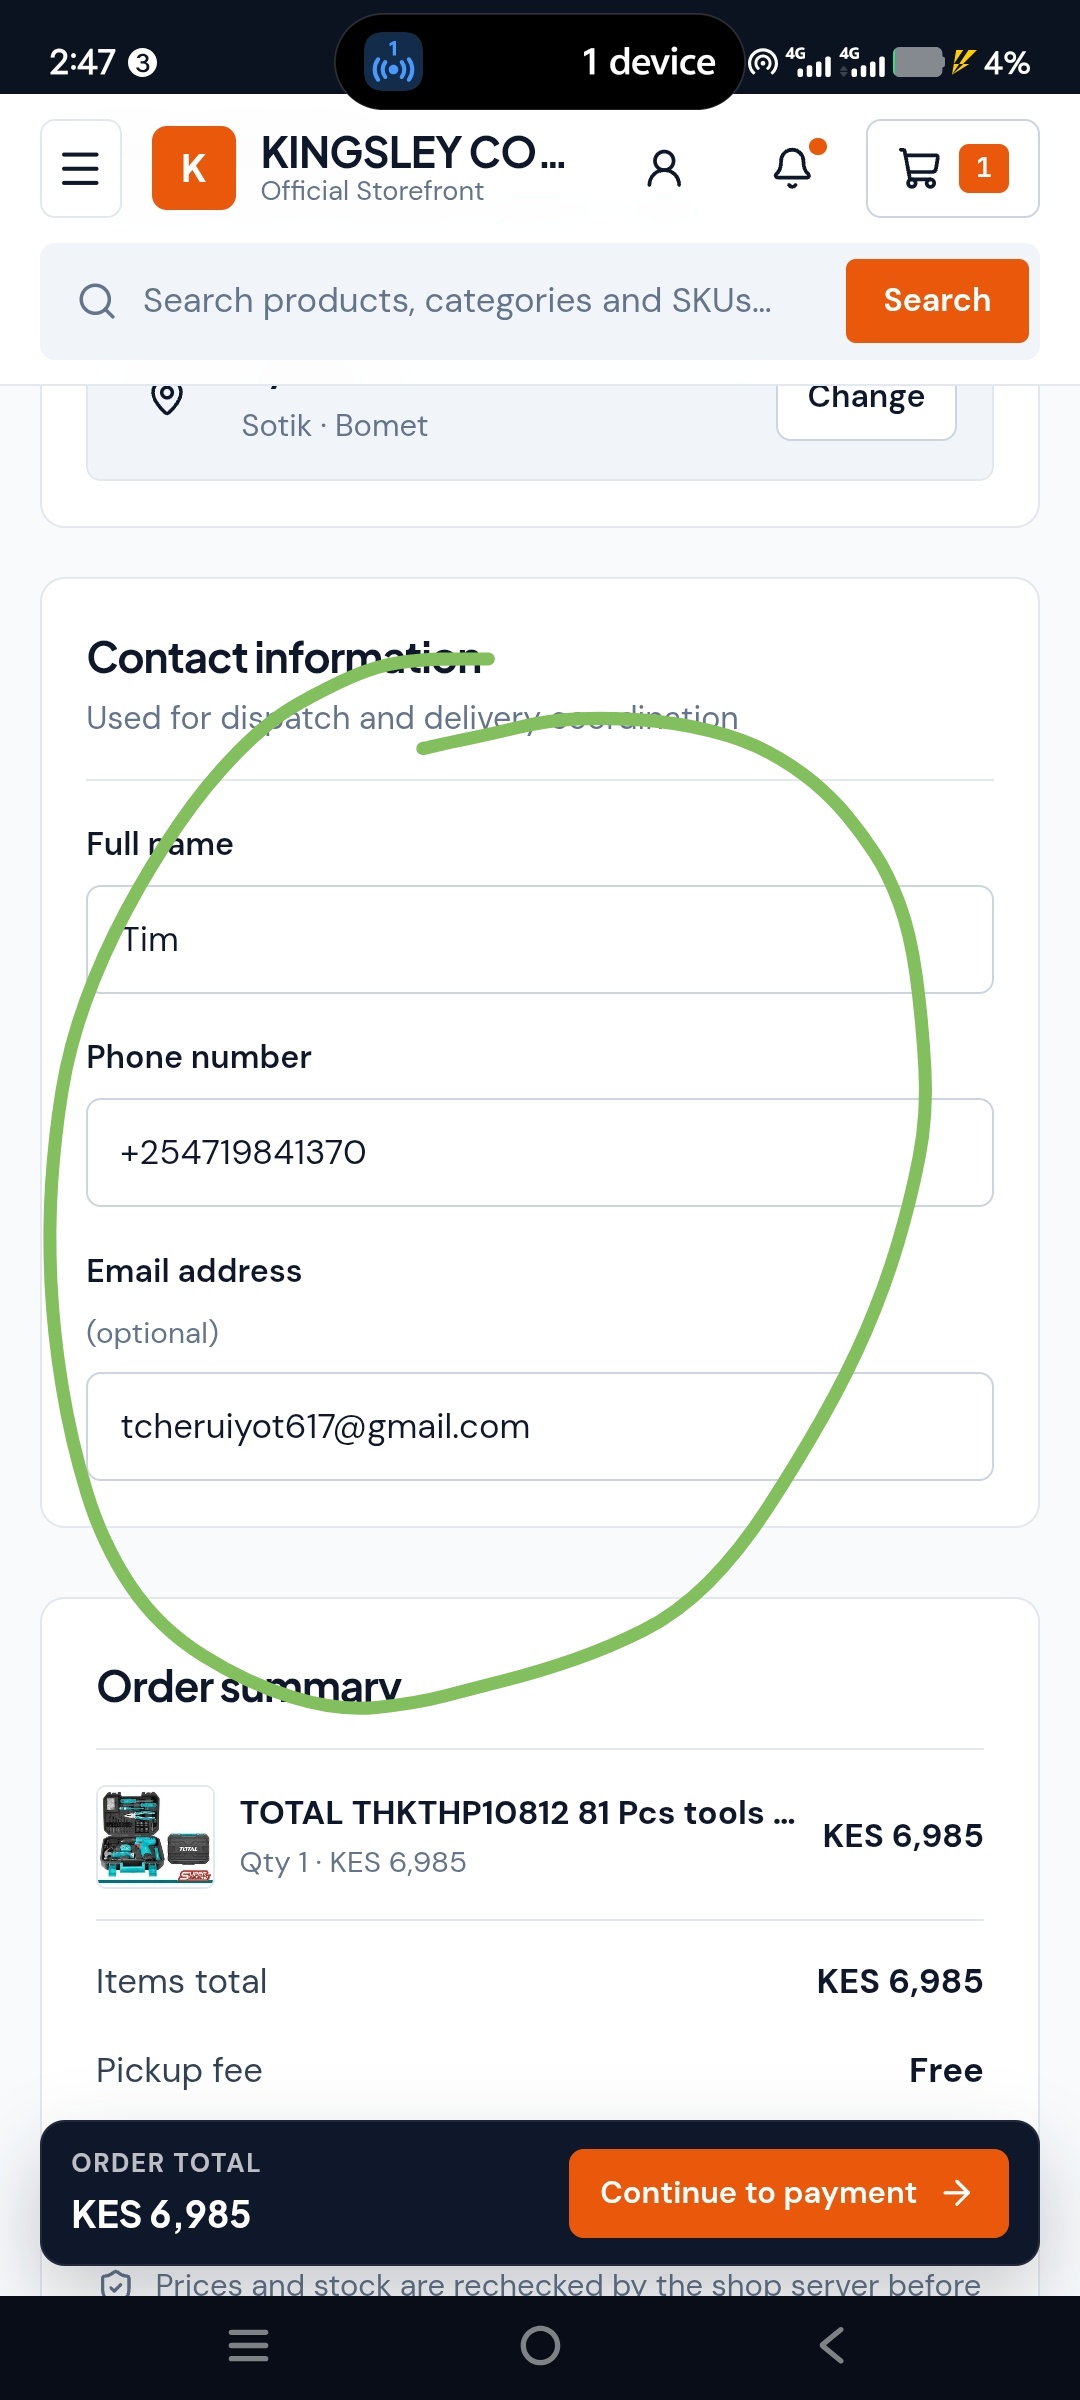 2:47 3
1
1 device
4G 4G 4%
K
KINGSLEY CO...
Official Storefront
1
Search products, categories and SKUs...
Search
Sotik · Bomet
Change
Contact information
Used for dispatch and delivery coordination
Full name
Tim
Phone number
+254719841370
Email address
(optional)
tcheruiyot617@gmail.com
Order summary
TOTAL THKTHP10812 81 Pcs tools ...
Qty 1 · KES 6,985
KES 6,985
TOTAL
Items total
KES 6,985
Pickup fee
Free
ORDER TOTAL
KES 6,985
Continue to payment
Prices and stock are rechecked by the shop server before